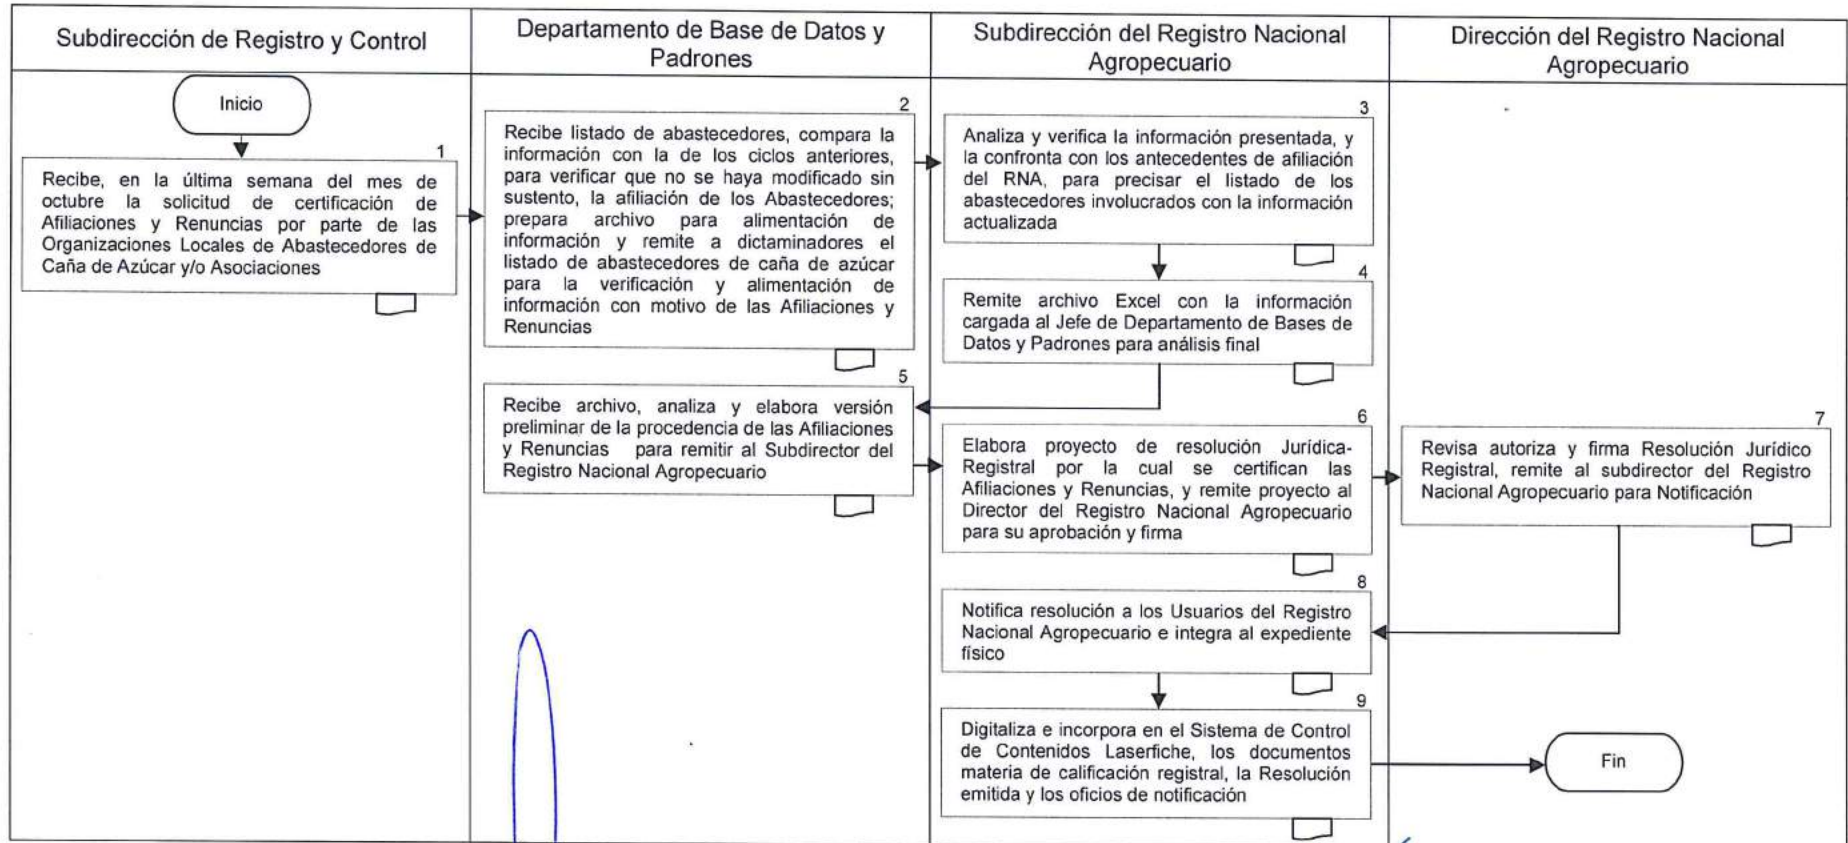 Subdirección de Registro y Control
Departamento de Base de Datos y
Padrones
Subdirección del Registro Nacional
Agropecuario
Dirección del Registro Nacional
Agropecuario
Inicio
1
Recibe, en la última semana del mes de
octubre la solicitud de certificación de
Afiliaciones y Renuncias por parte de las
Organizaciones Locales de Abastecedores de
Caña de Azúcar y/o Asociaciones
2
Recibe listado de abastecedores, compara la
información con la de los ciclos anteriores,
para verificar que no se haya modificado sin
sustento, la afiliación de los Abastecedores;
prepara archivo para alimentación de
información y remite a dictaminadores el
listado de abastecedores de caña de azúcar
para la verificación y alimentación de
información con motivo de las Afiliaciones y
Renuncias
3
Analiza y verifica la información presentada, y
la confronta con los antecedentes de afiliación
del RNA, para precisar el listado de los
abastecedores involucrados con la información
actualizada
4
Remite archivo Excel con la información
cargada al Jefe de Departamento de Bases de
Datos y Padrones para análisis final
5
Recibe archivo, analiza y elabora versión
preliminar de la procedencia de las Afiliaciones
y Renuncias para remitir al Subdirector del
Registro Nacional Agropecuario
6
Elabora proyecto de resolución Jurídica-
Registral por la cual se certifican las
Afiliaciones y Renuncias, y remite proyecto al
Director del Registro Nacional Agropecuario
para su aprobación y firma
7
Revisa autoriza y firma Resolución Jurídico
Registral, remite al subdirector del Registro
Nacional Agropecuario para Notificación
8
Notifica resolución a los Usuarios del Registro
Nacional Agropecuario e integra al expediente
físico
9
Digitaliza e incorpora en el Sistema de Control
de Contenidos Laserfiche, los documentos
materia de calificación registral, la Resolución
emitida y los oficios de notificación
Fin